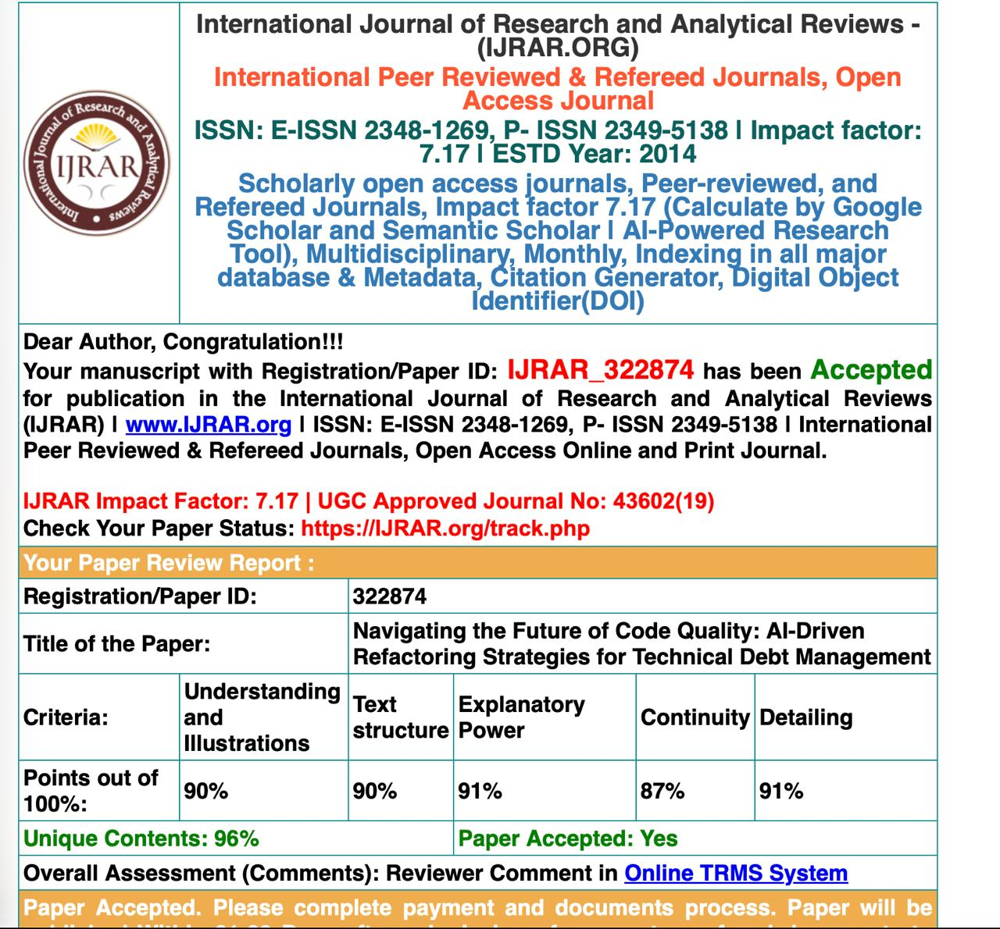 International Journal of Research and Analytical Reviews -
(IJRAR.ORG)
International Peer Reviewed & Refereed Journals, Open
Access Journal
ISSN: E-ISSN 2348-1269, P- ISSN 2349-5138 | Impact factor:
7.17 | ESTD Year: 2014
Scholarly open access journals, Peer-reviewed, and
Refereed Journals, Impact factor 7.17 (Calculate by Google
Scholar and Semantic Scholar | AI-Powered Research
Tool), Multidisciplinary, Monthly, Indexing in all major
database & Metadata, Citation Generator, Digital Object
Identifier(DOI)
International Journal of Research and Analytical Reviews
IJRAR
Dear Author, Congratulation!!!
Your manuscript with Registration/Paper ID: IJRAR_322874 has been Accepted
for publication in the International Journal of Research and Analytical Reviews
(IJRAR) | www.IJRAR.org | ISSN: E-ISSN 2348-1269, P- ISSN 2349-5138 | International
Peer Reviewed & Refereed Journals, Open Access Online and Print Journal.
IJRAR Impact Factor: 7.17 | UGC Approved Journal No: 43602(19)
Check Your Paper Status: https://IJRAR.org/track.php
Your Paper Review Report :
Registration/Paper ID: 322874
Title of the Paper: Navigating the Future of Code Quality: AI-Driven
Refactoring Strategies for Technical Debt Management
Criteria: Understanding and Illustrations Text structure Explanatory Power Continuity Detailing
Points out of 100%: 90% 90% 91% 87% 91%
Unique Contents: 96% Paper Accepted: Yes
Overall Assessment (Comments): Reviewer Comment in Online TRMS System
Paper Accepted. Please complete payment and documents process. Paper will be